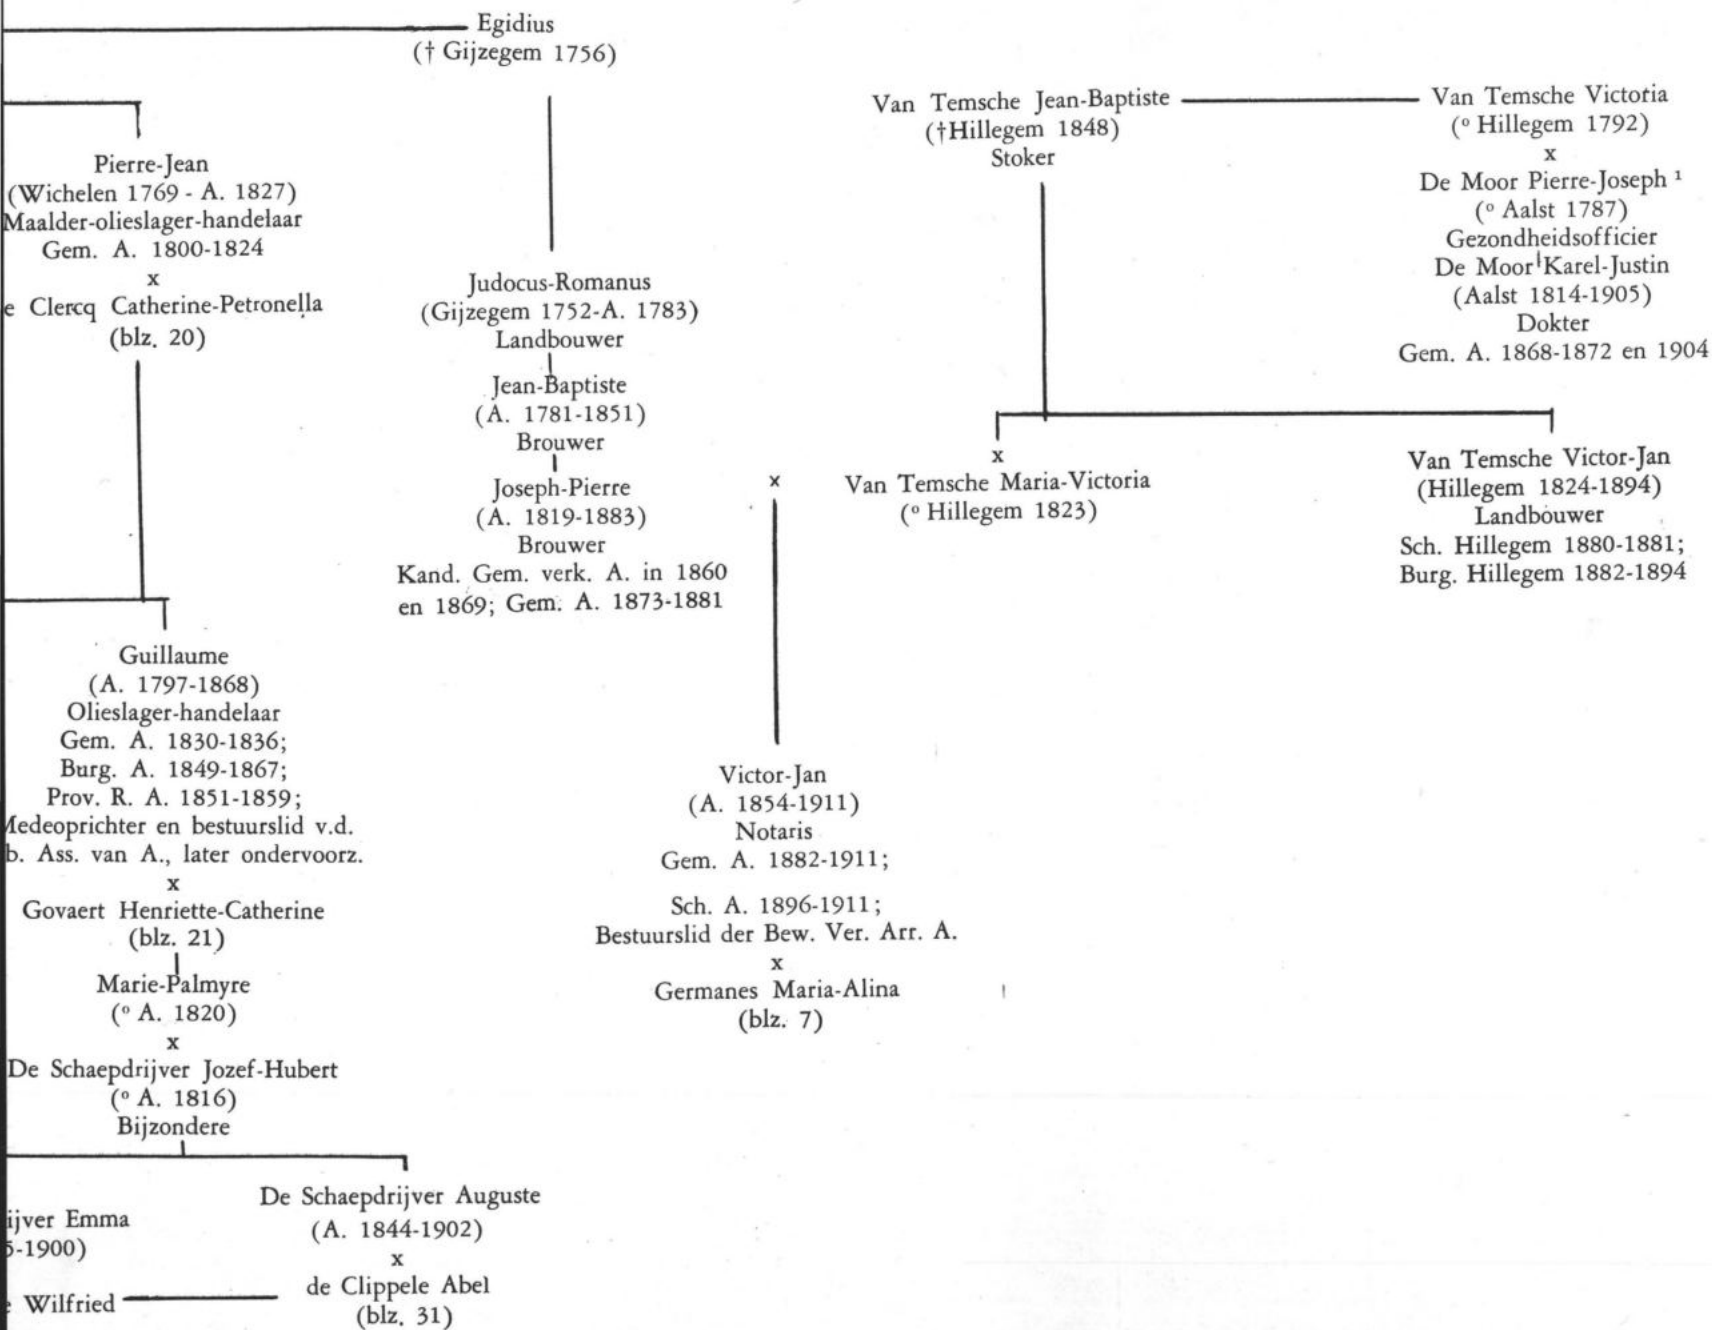 Egidius
(† Gijzegem 1756)
Pierre-Jean
(Wichelen 1769 - A. 1827)
Maalder-olieslager-handelaar
Gem. A. 1800-1824
x
e Clercq Catherine-Petronella
(blz. 20)
Guillaume
(A. 1797-1868)
Olieslager-handelaar
Gem. A. 1830-1836;
Burg. A. 1849-1867;
Prov. R. A. 1851-1859;
Medeoprichter en bestuurslid v.d.
b. Ass. van A., later ondervoorz.
x
Govaert Henriette-Catherine
(blz. 21)
Marie-Palmyre
(º A. 1820)
x
De Schaepdrijver Jozef-Hubert
(º A. 1816)
Bijzondere
ijver Emma
5-1900)
e Wilfried
De Schaepdrijver Auguste
(A. 1844-1902)
x
de Clippele Abel
(blz. 31)
Judocus-Romanus
(Gijzegem 1752-A. 1783)
Landbouwer
Jean-Baptiste
(A. 1781-1851)
Brouwer
Joseph-Pierre
(A. 1819-1883)
Brouwer
Kand. Gem. verk. A. in 1860
en 1869; Gem. A. 1873-1881
x
Victor-Jan
(A. 1854-1911)
Notaris
Gem. A. 1882-1911;
Sch. A. 1896-1911;
Bestuurslid der Bew. Ver. Arr. A.
x
Germanes Maria-Alina
(blz. 7)
Van Temsche Jean-Baptiste
(†Hillegem 1848)
Stoker
x
Van Temsche Maria-Victoria
(º Hillegem 1823)
Van Temsche Victoria
(º Hillegem 1792)
x
De Moor Pierre-Joseph ¹
(º Aalst 1787)
Gezondheidsofficier
De Moor Karel-Justin
(Aalst 1814-1905)
Dokter
Gem. A. 1868-1872 en 1904
Van Temsche Victor-Jan
(Hillegem 1824-1894)
Landbouwer
Sch. Hillegem 1880-1881;
Burg. Hillegem 1882-1894